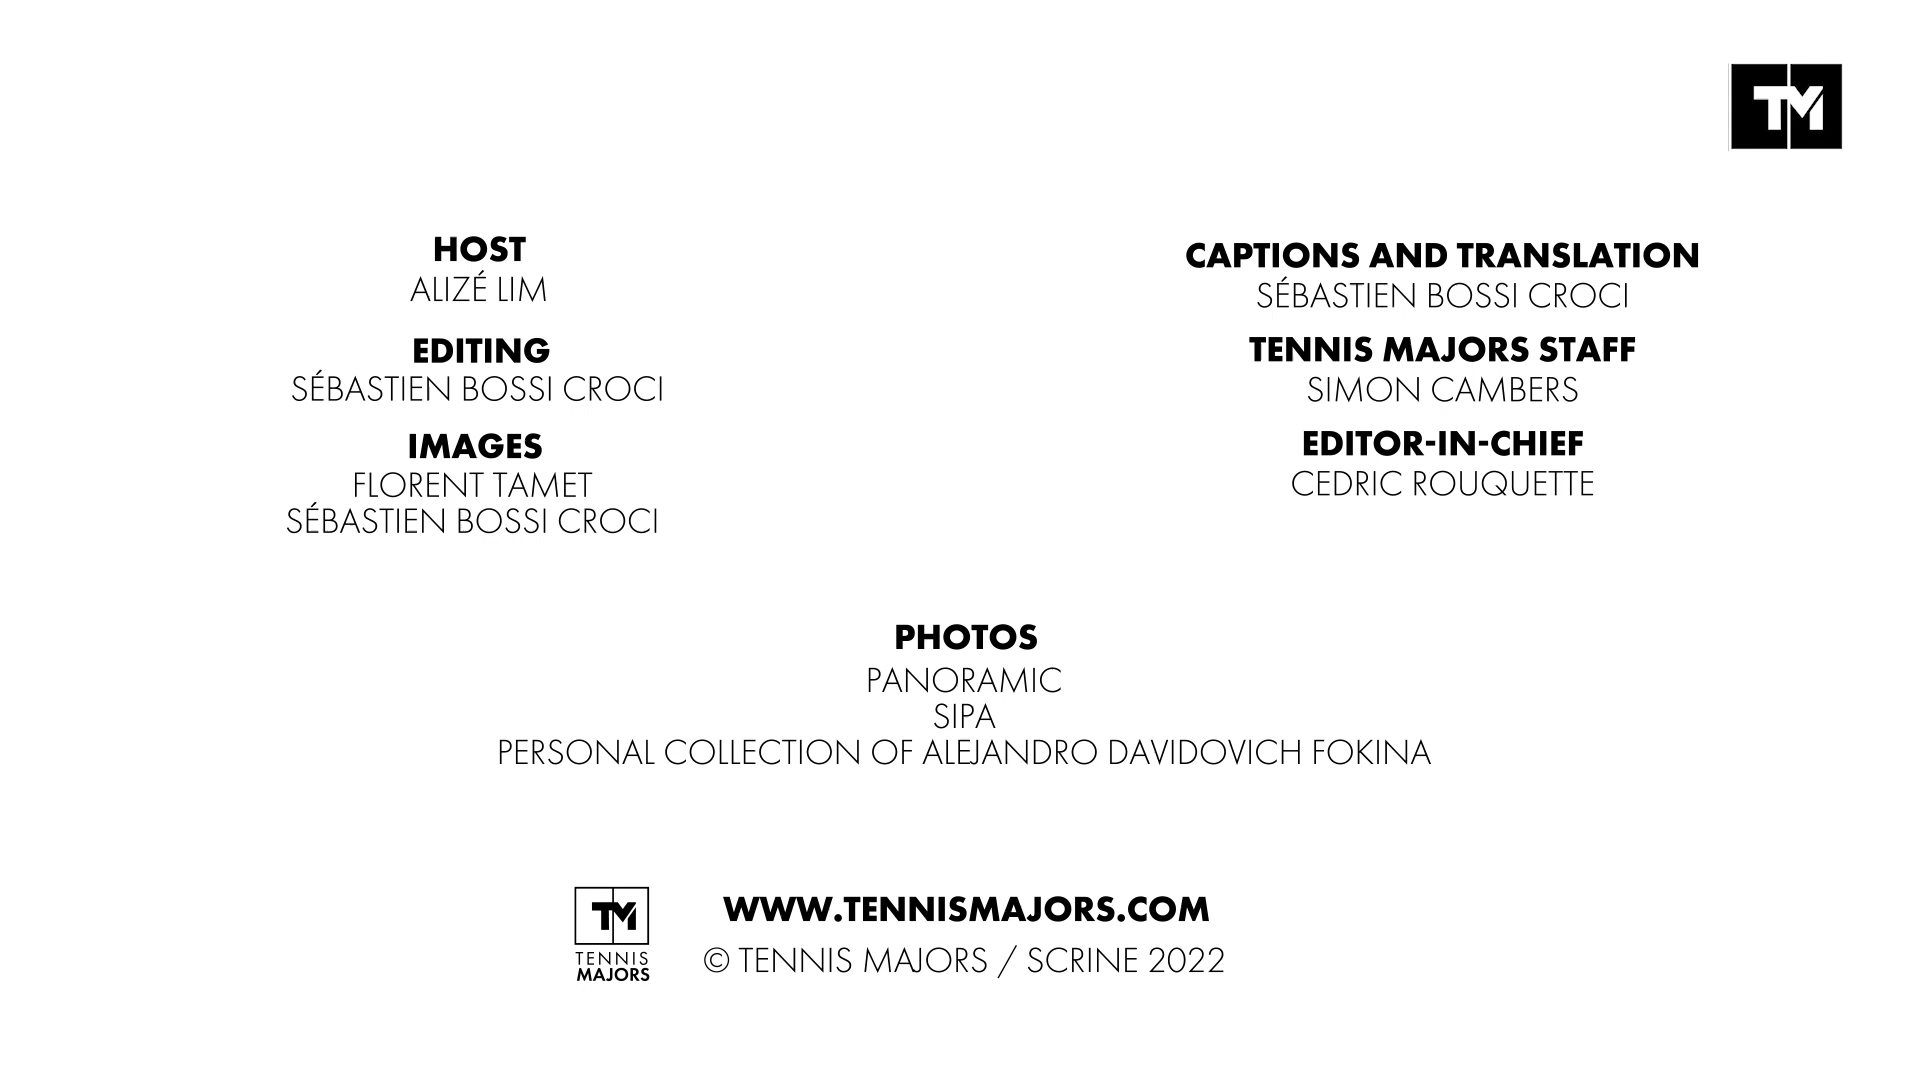 TM
HOST
ALIZÉ LIM
EDITING
SÉBASTIEN BOSSI CROCI
IMAGES
FLORENT TAMET
SÉBASTIEN BOSSI CROCI
CAPTIONS AND TRANSLATION
SÉBASTIEN BOSSI CROCI
TENNIS MAJORS STAFF
SIMON CAMBERS
EDITOR-IN-CHIEF
CEDRIC ROUQUETTE
PHOTOS
PANORAMIC
SIPA
PERSONAL COLLECTION OF ALEJANDRO DAVIDOVICH FOKINA
TM
TENNIS
MAJORS
WWW.TENNISMAJORS.COM
© TENNIS MAJORS / SCRINE 2022